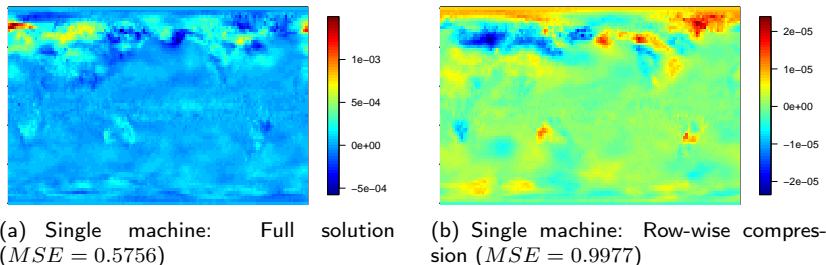 1e−03
5e−04
0e+00
−5e−04
2e−05
1e−05
0e+00
−1e−05
−2e−05
(a) Single machine: Full solution
(MSE = 0.5756)
(b) Single machine: Row-wise compres-
sion (MSE = 0.9977)